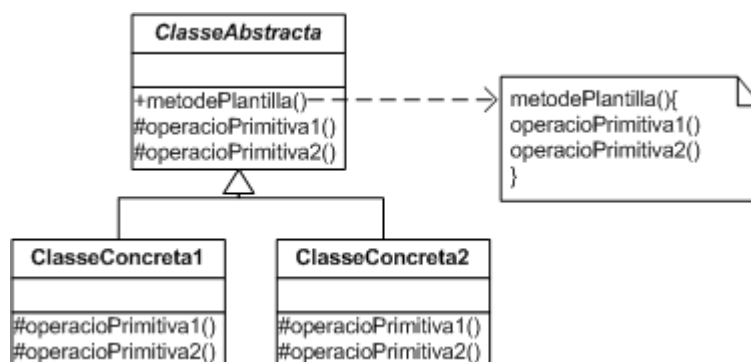 ClasseAbstracta
+metodePlantilla()
#operacioPrimitiva1()
#operacioPrimitiva2()
metodePlantilla(){
operacioPrimitiva1()
operacioPrimitiva2()
}
ClasseConcreta1
#operacioPrimitiva1()
#operacioPrimitiva2()
ClasseConcreta2
#operacioPrimitiva1()
#operacioPrimitiva2()